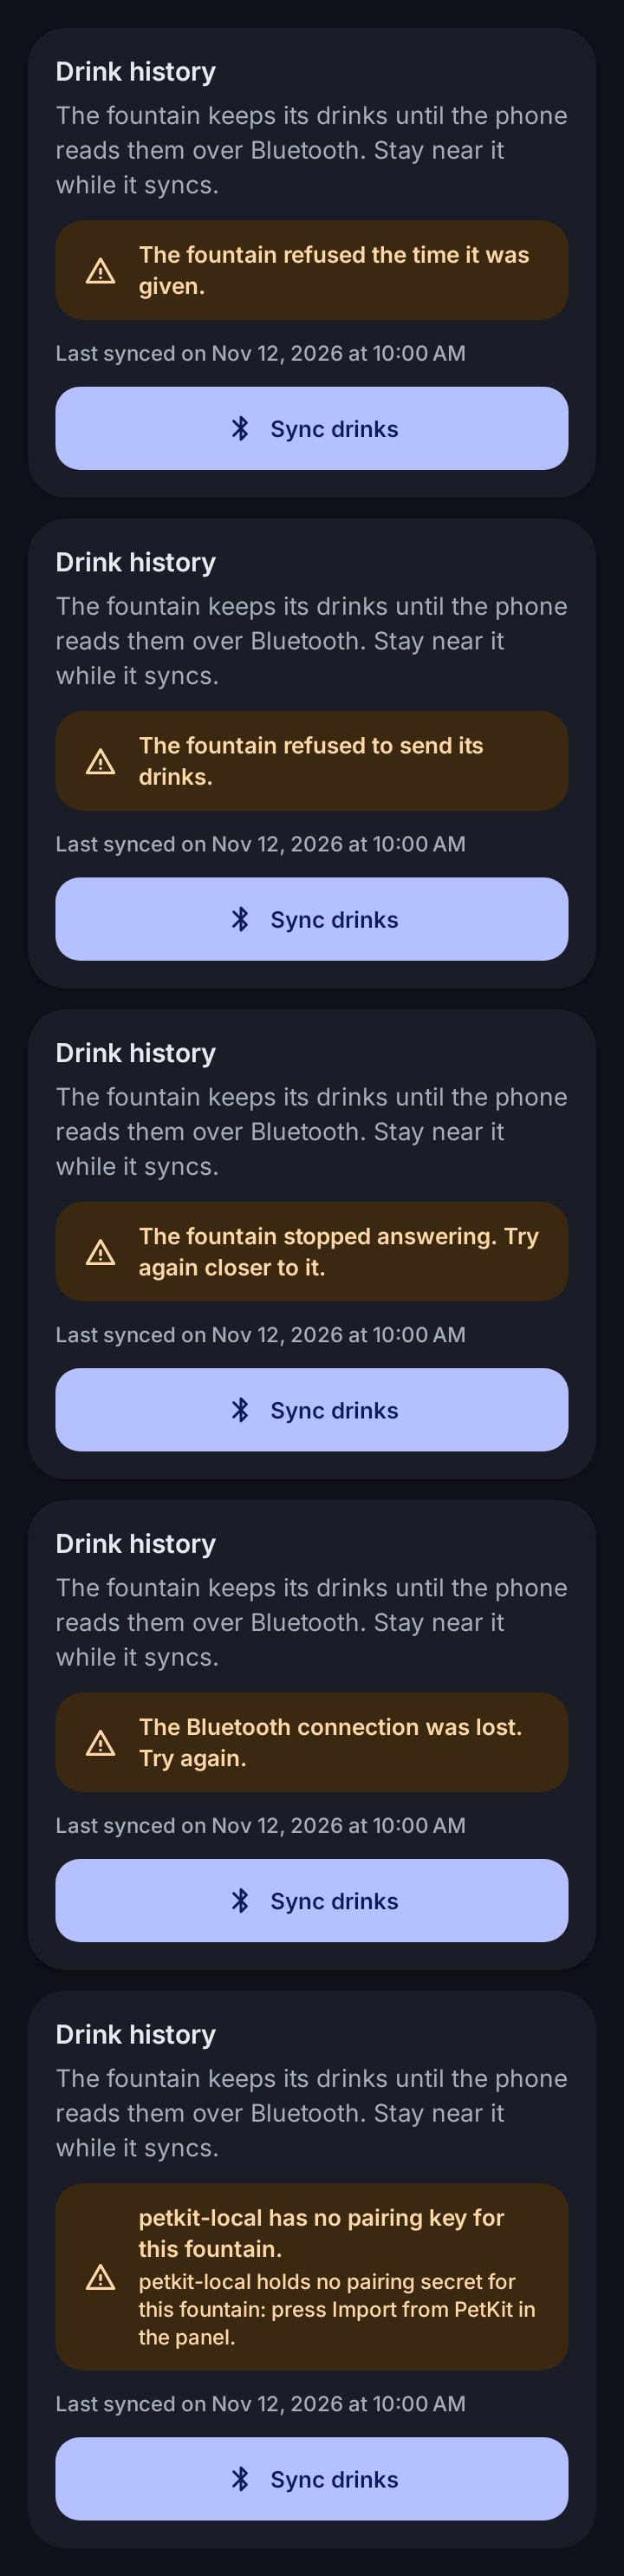 Drink history
The fountain keeps its drinks until the phone
reads them over Bluetooth. Stay near it
while it syncs.
The fountain refused the time it was
given.
Last synced on Nov 12, 2026 at 10:00 AM
Sync drinks
Drink history
The fountain keeps its drinks until the phone
reads them over Bluetooth. Stay near it
while it syncs.
The fountain refused to send its
drinks.
Last synced on Nov 12, 2026 at 10:00 AM
Sync drinks
Drink history
The fountain keeps its drinks until the phone
reads them over Bluetooth. Stay near it
while it syncs.
The fountain stopped answering. Try
again closer to it.
Last synced on Nov 12, 2026 at 10:00 AM
Sync drinks
Drink history
The fountain keeps its drinks until the phone
reads them over Bluetooth. Stay near it
while it syncs.
The Bluetooth connection was lost.
Try again.
Last synced on Nov 12, 2026 at 10:00 AM
Sync drinks
Drink history
The fountain keeps its drinks until the phone
reads them over Bluetooth. Stay near it
while it syncs.
petkit-local has no pairing key for
this fountain.
petkit-local holds no pairing secret for
this fountain: press Import from PetKit in
the panel.
Last synced on Nov 12, 2026 at 10:00 AM
Sync drinks